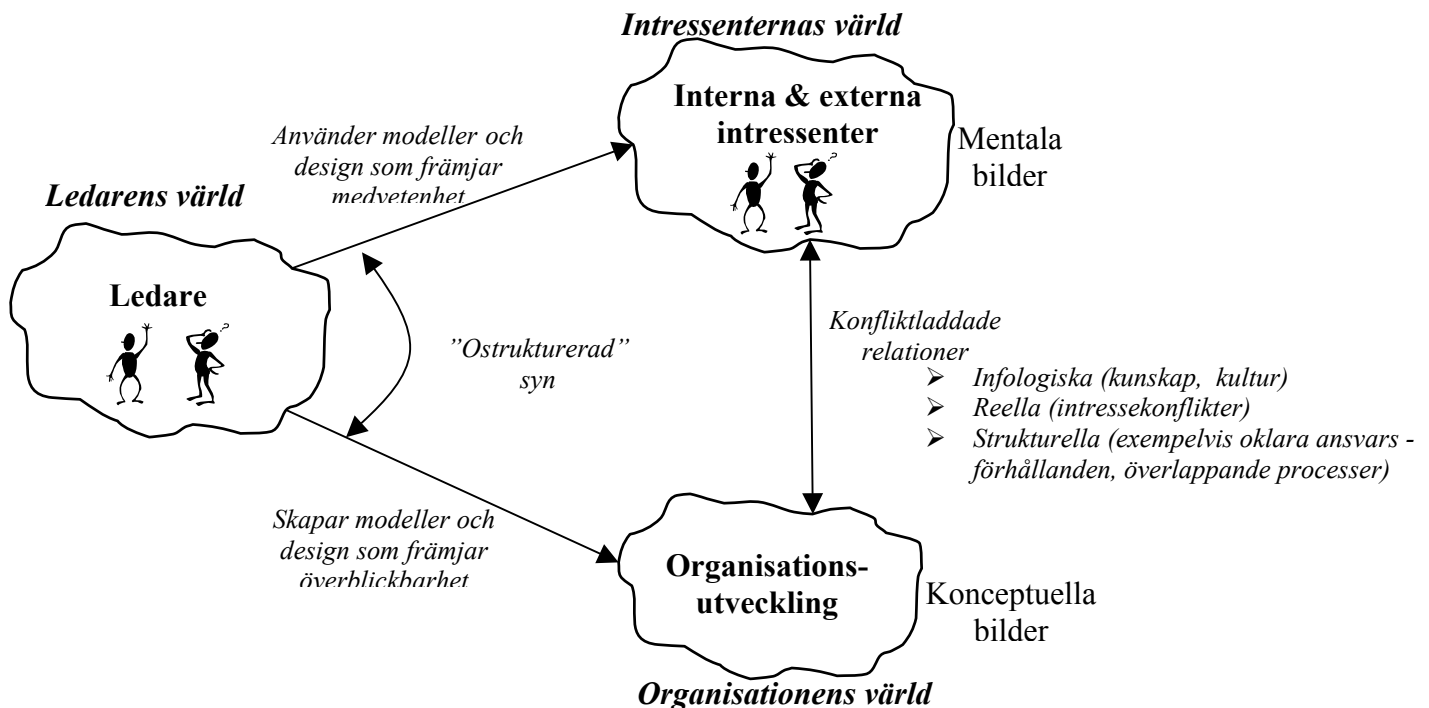 Intressenternas värld
Interna & externa
intressenter
Mentala
bilder
Använder modeller och
design som främjar
medvetenhet
Ledarens värld
Ledare
?
?
”Ostrukturerad”
syn
Konfliktladdade
relationer
➢ Infologiska (kunskap, kultur)
➢ Reella (intressekonflikter)
➢ Strukturella (exempelvis oklara ansvars -
förhållanden, överlappande processer)
Skapar modeller och
design som främjar
överblickbarhet
Organisations-
utveckling
Konceptuella
bilder
Organisationens värld